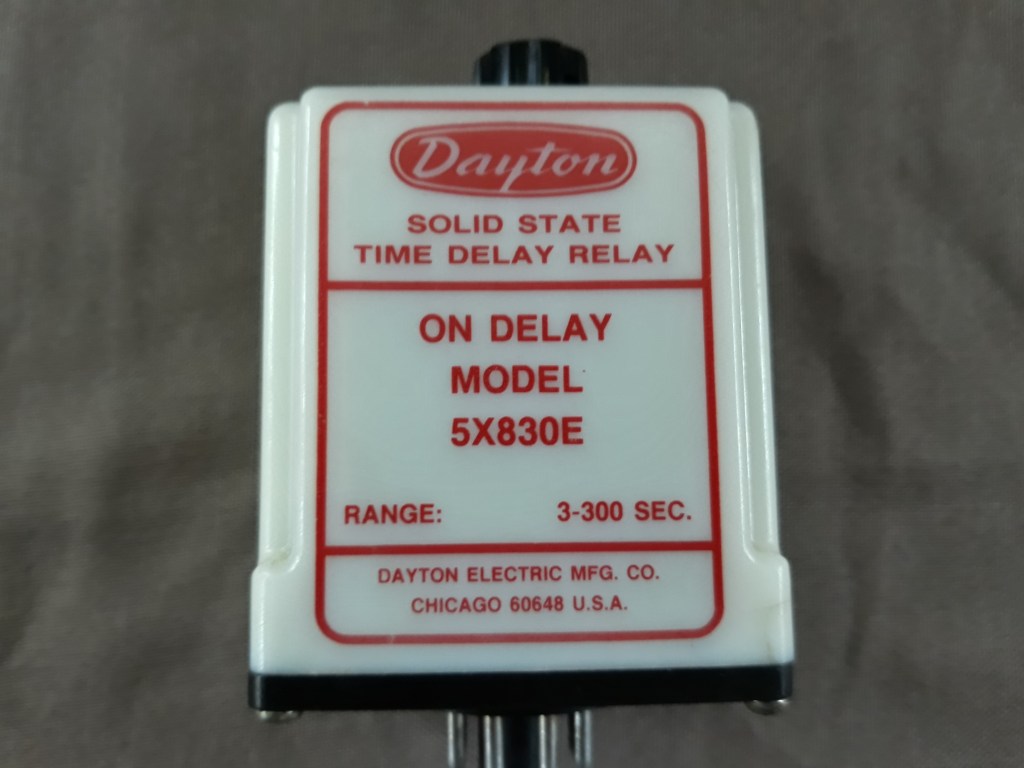 Dayton
SOLID STATE
TIME DELAY RELAY
ON DELAY
MODEL
5X830E
RANGE: 3-300 SEC.
DAYTON ELECTRIC MFG. CO.
CHICAGO 60648 U.S.A.